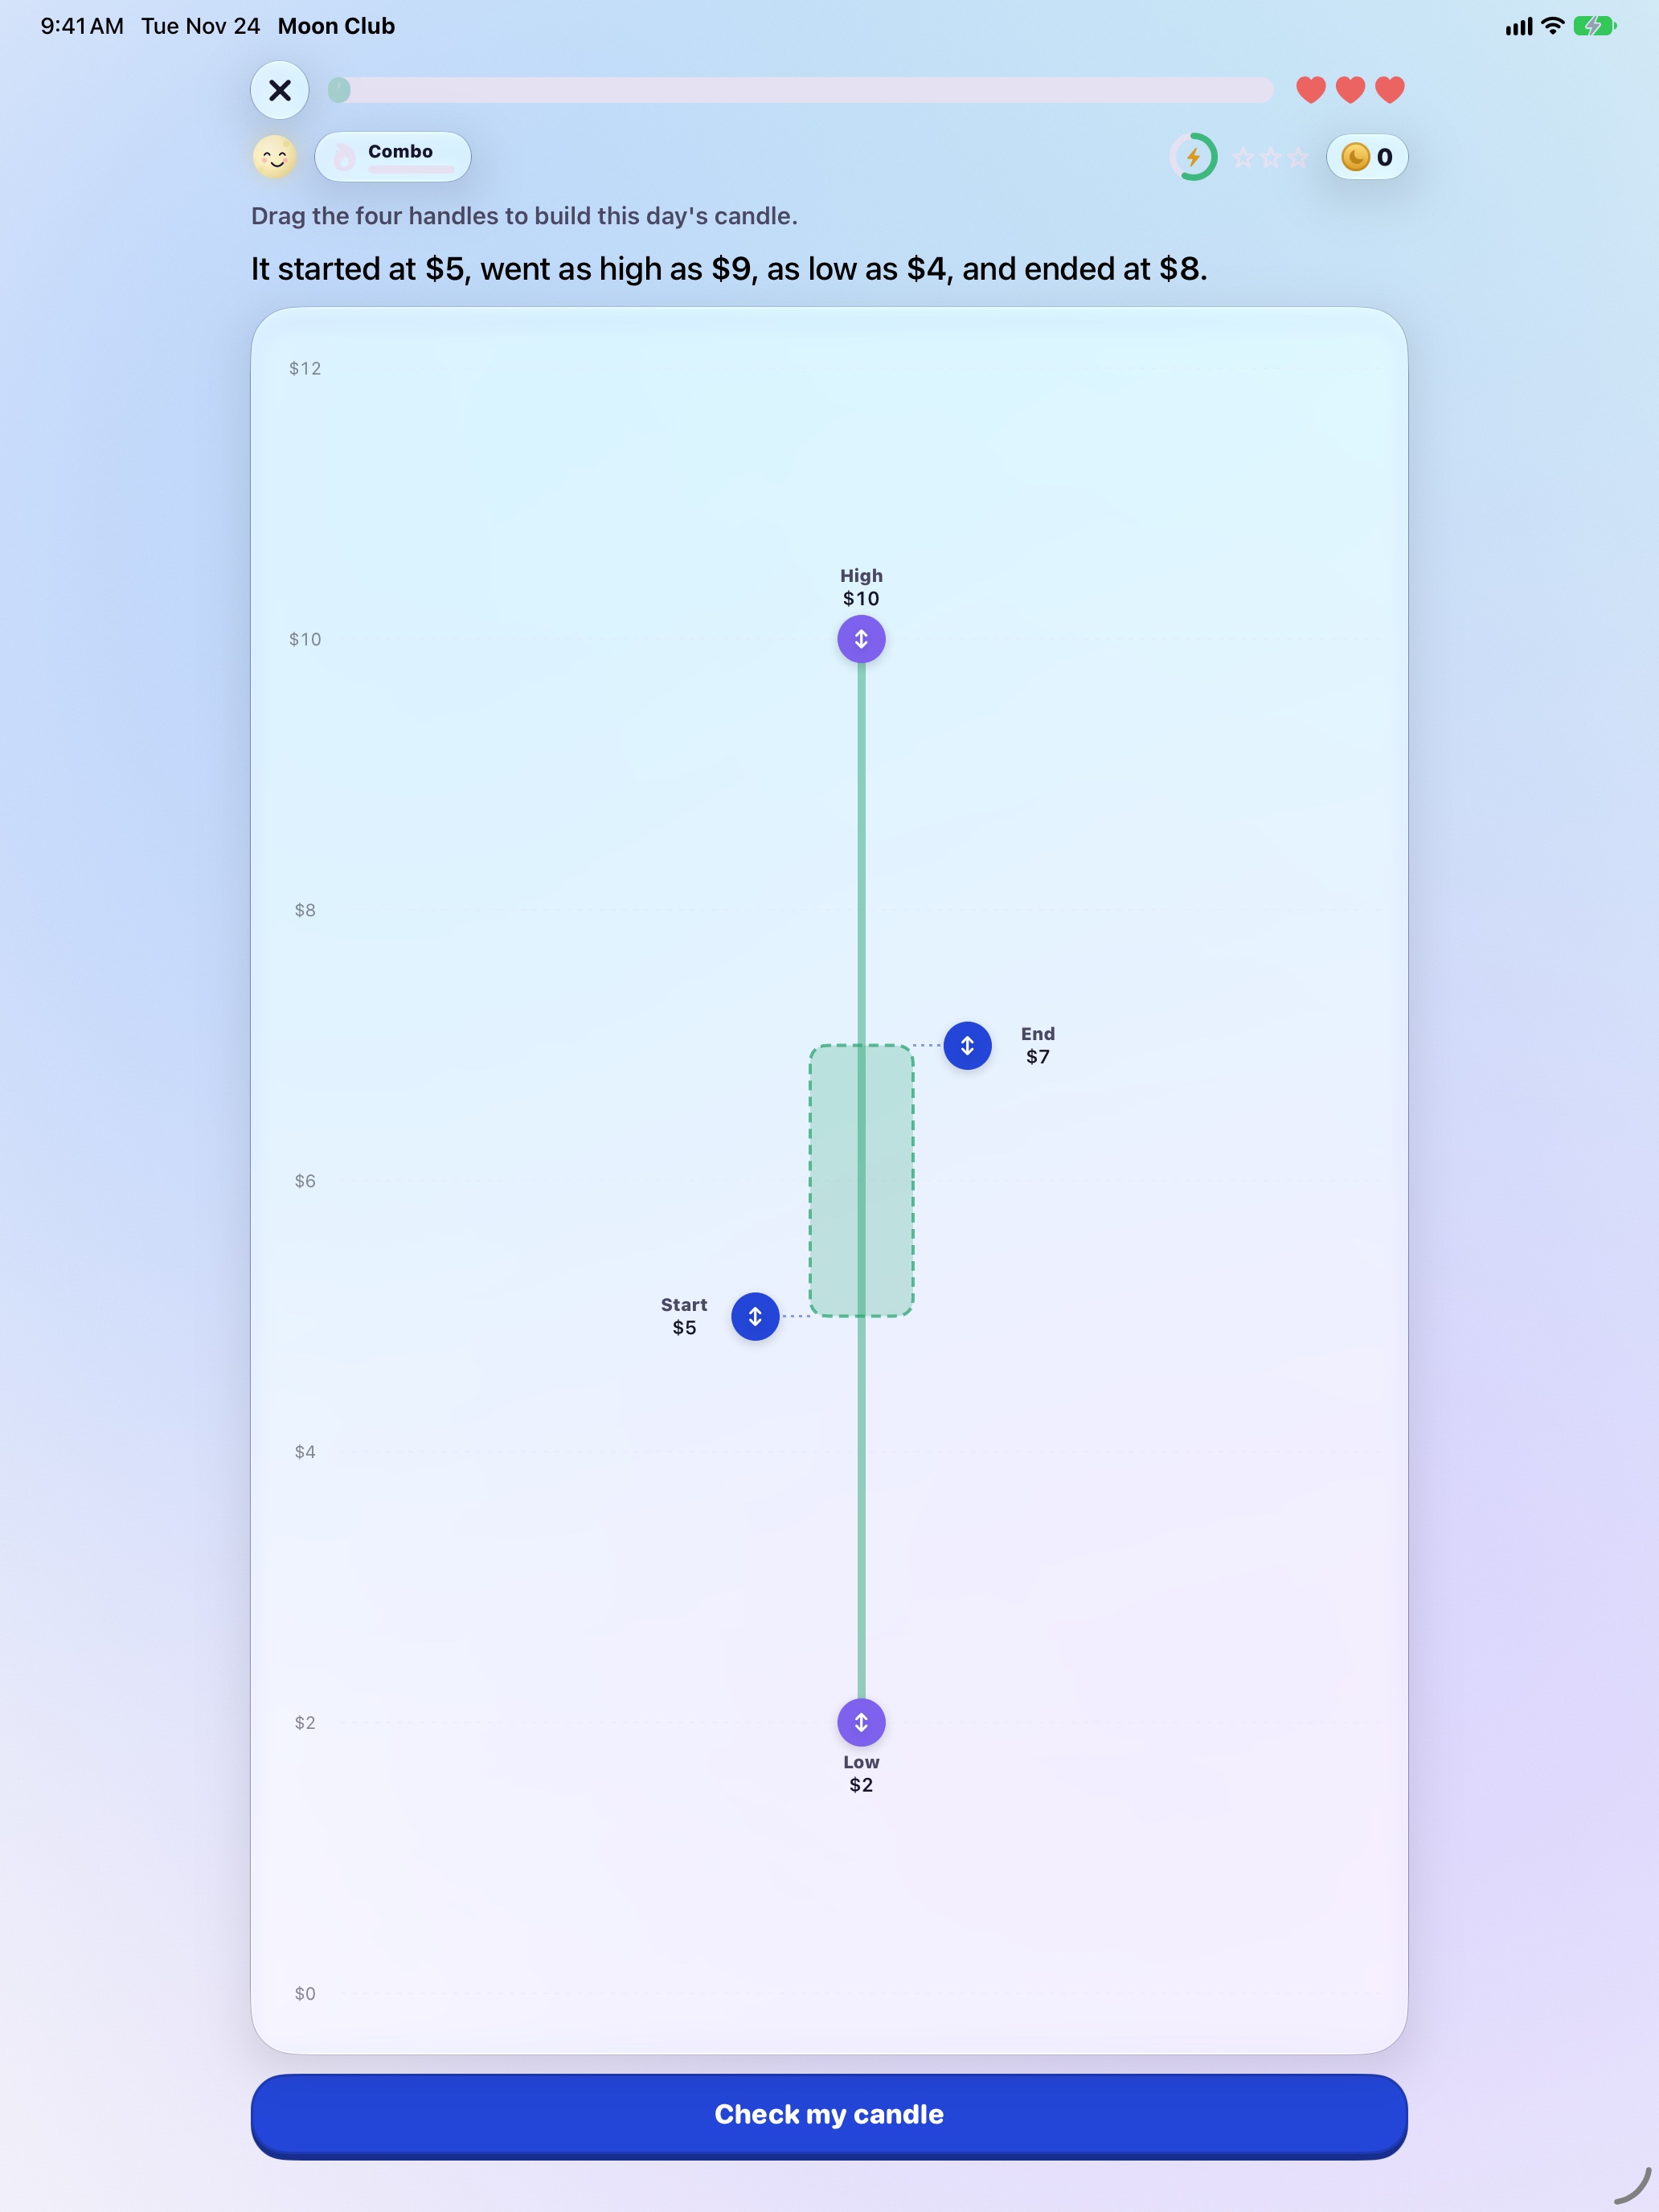 9:41 AM Tue Nov 24 Moon Club
Combo
0
Drag the four handles to build this day's candle.
It started at $5, went as high as $9, as low as $4, and ended at $8.
$12
High
$10
$10
$8
End
$7
$6
Start
$5
$4
$2
Low
$2
$0
Check my candle